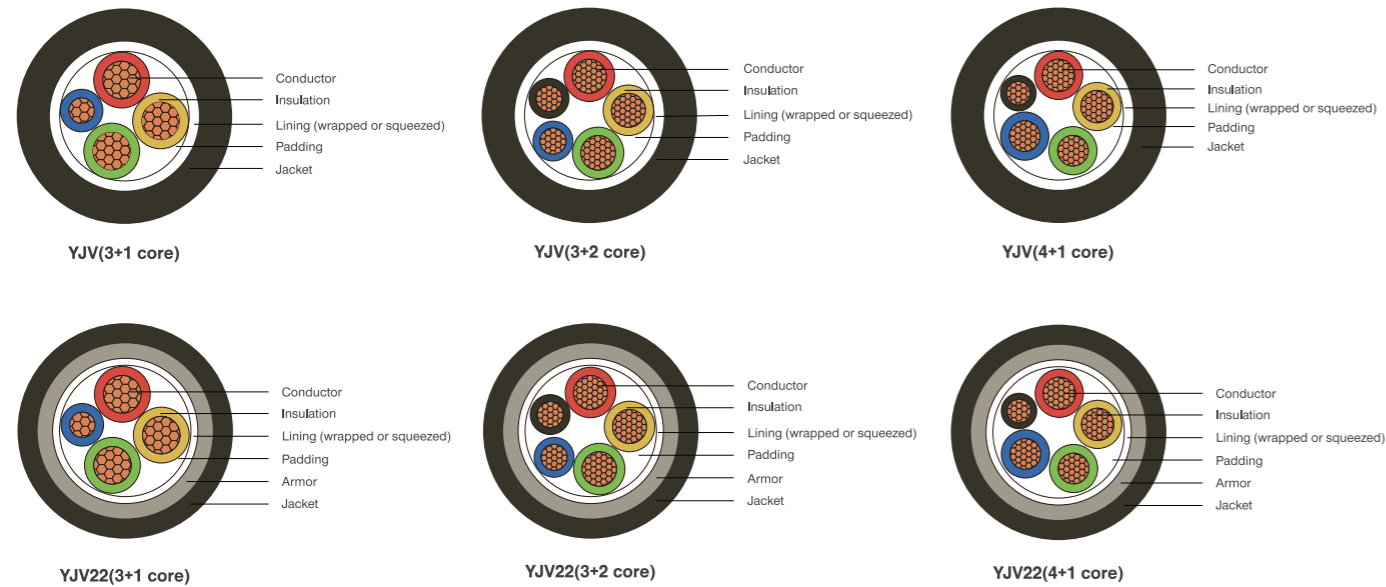 Conductor
Insulation
Lining (wrapped or squeezed)
Padding
Jacket
YJV(3+1 core)
Conductor
Insulation
Lining (wrapped or squeezed)
Padding
Jacket
YJV(3+2 core)
Conductor
Insulation
Lining (wrapped or squeezed)
Padding
Jacket
YJV(4+1 core)
Conductor
Insulation
Lining (wrapped or squeezed)
Padding
Armor
Jacket
YJV22(3+1 core)
Conductor
Insulation
Lining (wrapped or squeezed)
Padding
Armor
Jacket
YJV22(3+2 core)
Conductor
Insulation
Lining (wrapped or squeezed)
Padding
Armor
Jacket
YJV22(4+1 core)